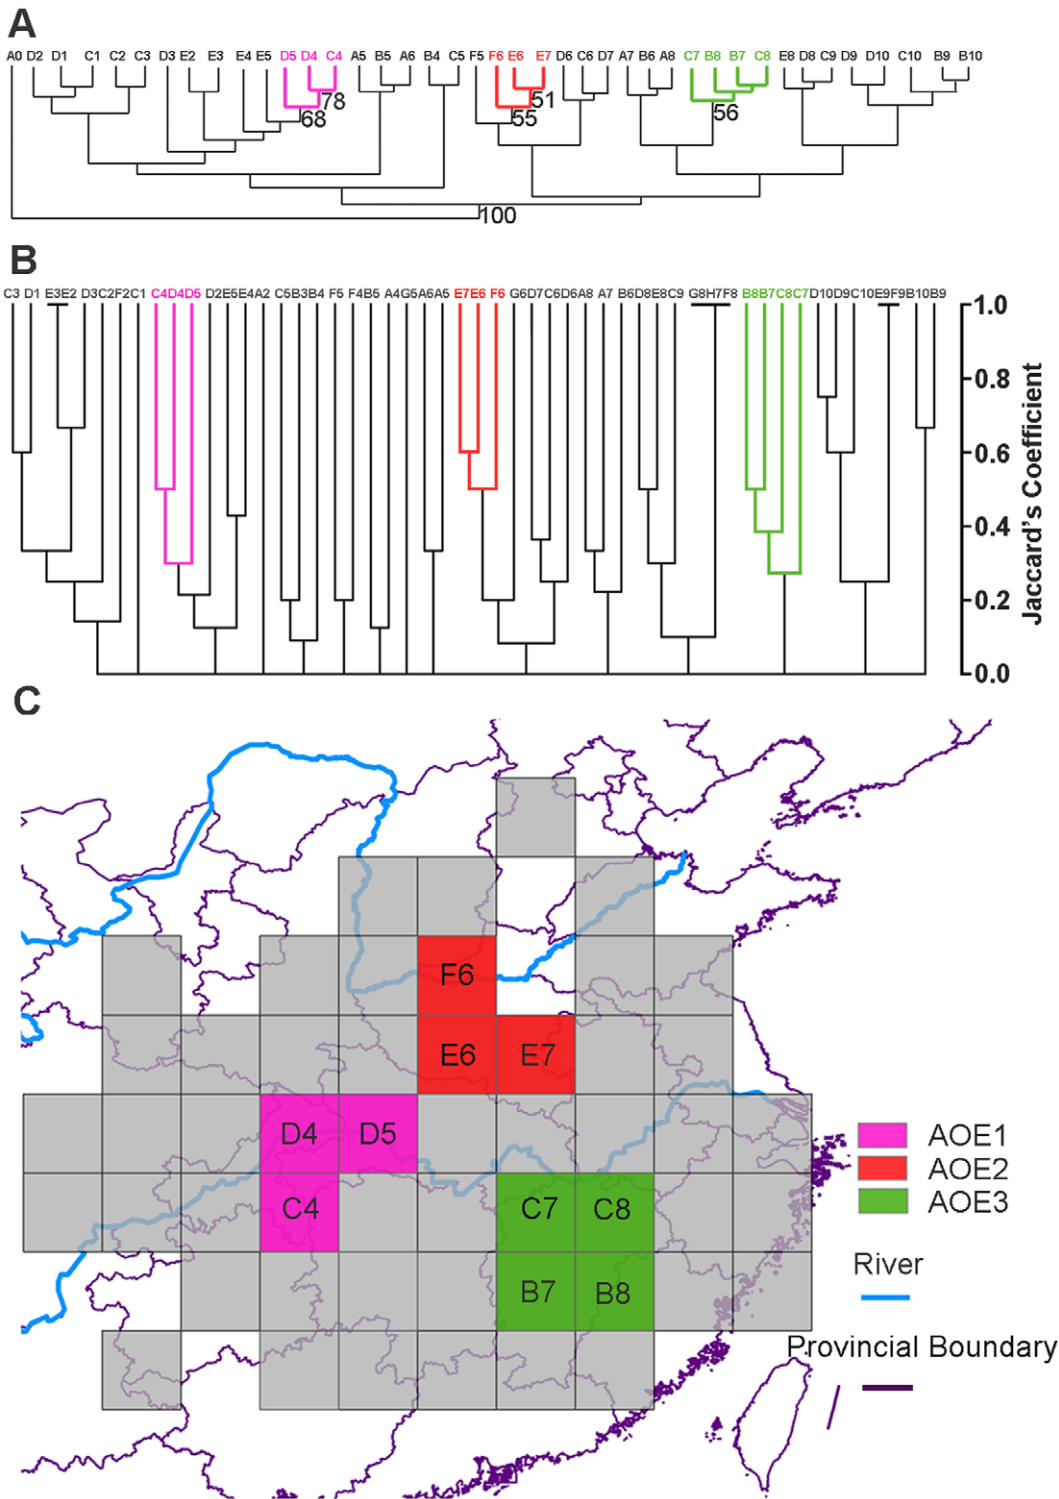 A
A0 D2 D1 C1 C2 C3 D3 E2 E3 E4 E5 D5 D4 C4 A5 B5 A6 B4 C5 F5 F6 E6 E7 D6 C6 D7 A7 B6 A8 C7 B8 B7 C8 E8 D8 C9 D9 D10 C10 B9 B10
78
68
51
55
56
100
B
C3 D1 E3E2 D3C2F2C1 C4D4D5 D2E5E4A2 C5B3B4 F5 F4B5 A4G5A6A5 E7E6 F6 G6D7C6D6A8 A7 B6D8E8C9 G8H7F8 B8B7C8C7D10D9C10E9F9B10B9
1.0
0.8
0.6
0.4
0.2
0.0
Jaccard's Coefficient
C
F6
E6 E7
D4 D5
C4 C7 C8
B7 B8
AOE1
AOE2
AOE3
River
Provincial Boundary